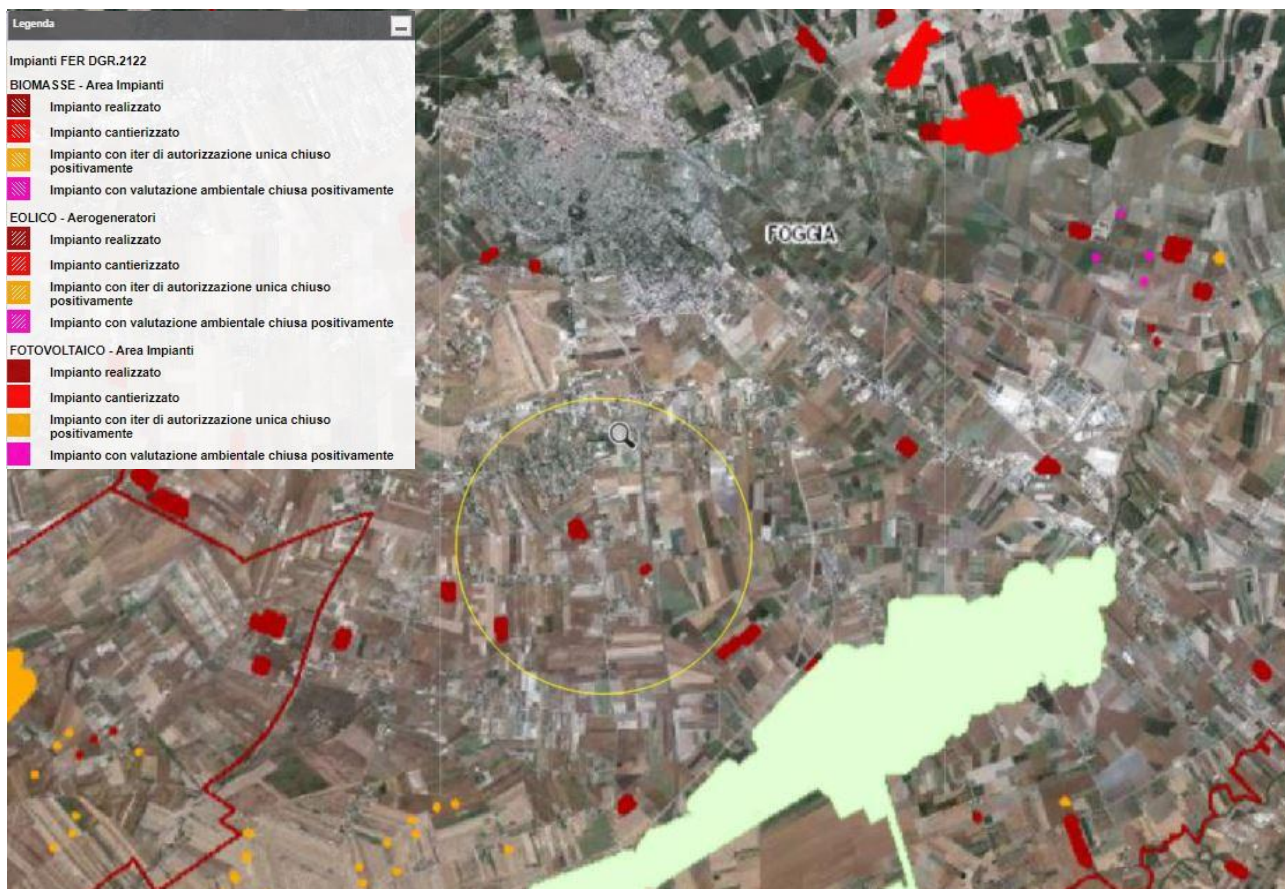 Legenda
Impianti FER DGR.2122
BIOMASSE - Area Impianti
Impianto realizzato
Impianto cantierizzato
Impianto con iter di autorizzazione unica chiuso
positivamente
Impianto con valutazione ambientale chiusa positivamente
EOLICO - Aerogeneratori
Impianto realizzato
Impianto cantierizzato
Impianto con iter di autorizzazione unica chiuso
positivamente
Impianto con valutazione ambientale chiusa positivamente
FOTOVOLTAICO - Area Impianti
Impianto realizzato
Impianto cantierizzato
Impianto con iter di autorizzazione unica chiuso
positivamente
Impianto con valutazione ambientale chiusa positivamente
FOGGIA